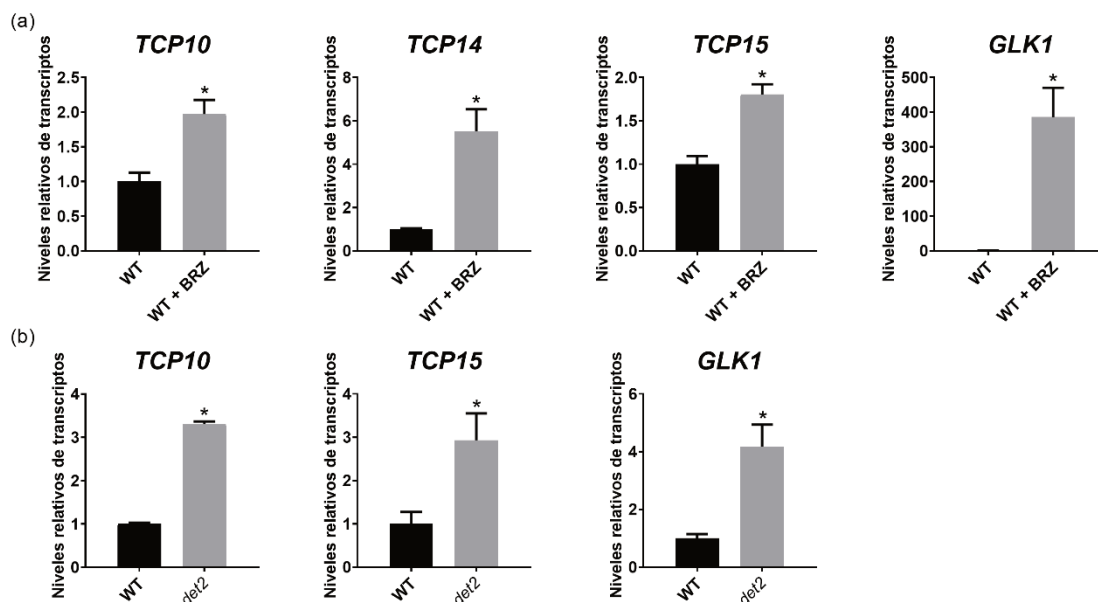 (a)
TCP10
Niveles relativos de transcriptos
2.5
2.0
1.5
1.0
0.5
0.0
*
WT
WT + BRZ
TCP14
Niveles relativos de transcriptos
8
6
4
2
0
*
WT
WT + BRZ
TCP15
Niveles relativos de transcriptos
2.0
1.5
1.0
0.5
0.0
*
WT
WT + BRZ
GLK1
Niveles relativos de transcriptos
500
400
300
200
100
0
*
WT
WT + BRZ
(b)
TCP10
Niveles relativos de transcriptos
4
3
2
1
0
*
WT
det2
TCP15
Niveles relativos de transcriptos
4
3
2
1
0
*
WT
det2
GLK1
Niveles relativos de transcriptos
6
4
2
0
*
WT
det2